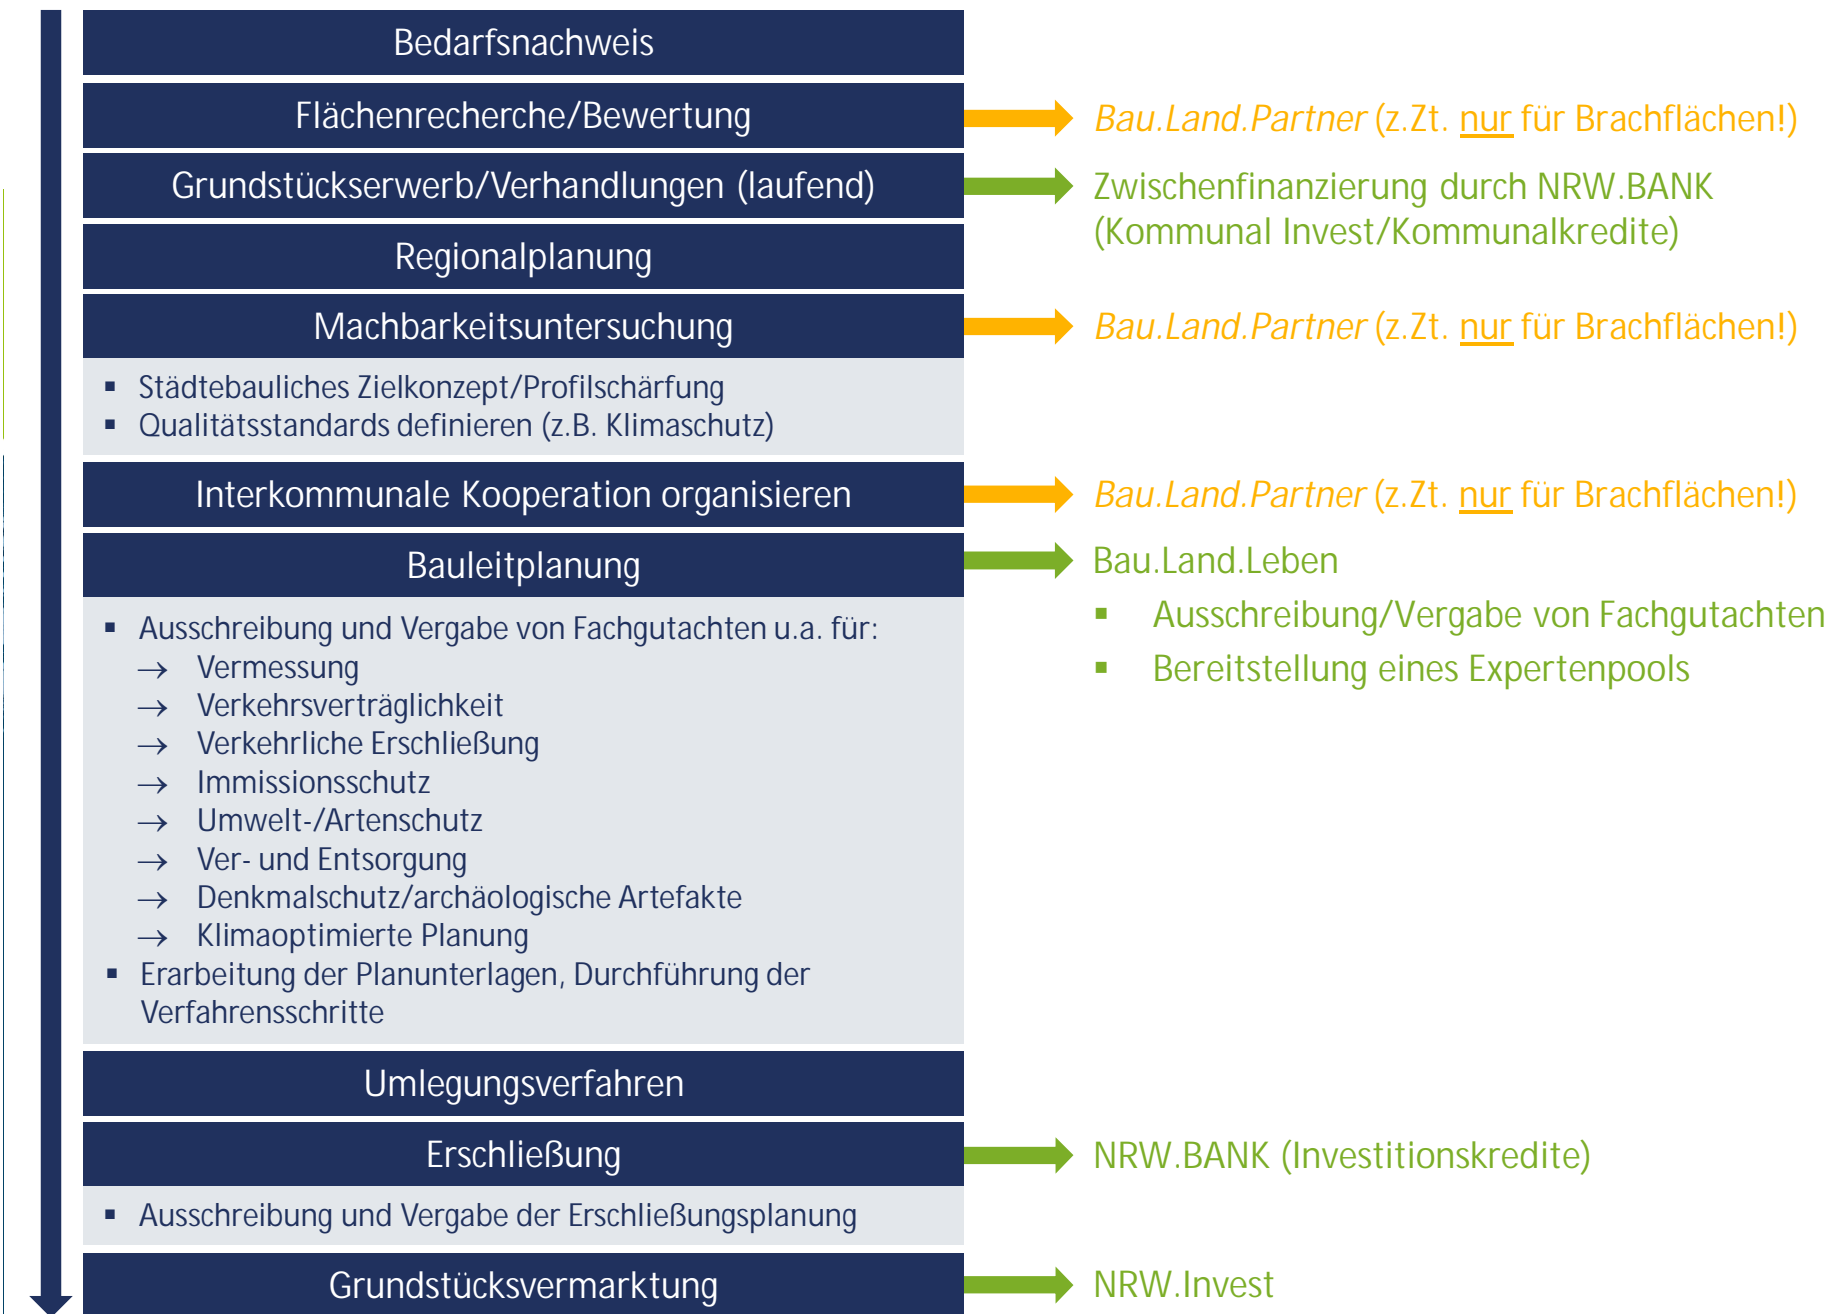 Bedarfsnachweis
Flächenrecherche/Bewertung
Bau.Land.Partner (z.Zt. nur für Brachflächen!)
Grundstückserwerb/Verhandlungen (laufend)
Zwischenfinanzierung durch NRW.BANK
(Kommunal Invest/Kommunalkredite)
Regionalplanung
Machbarkeitsuntersuchung
Bau.Land.Partner (z.Zt. nur für Brachflächen!)
▪ Städtebauliches Zielkonzept/Profilschärfung
▪ Qualitätsstandards definieren (z.B. Klimaschutz)
Interkommunale Kooperation organisieren
Bau.Land.Partner (z.Zt. nur für Brachflächen!)
Bauleitplanung
Bau.Land.Leben
▪ Ausschreibung/Vergabe von Fachgutachten
▪ Bereitstellung eines Expertenpools
▪ Ausschreibung und Vergabe von Fachgutachten u.a. für:
→ Vermessung
→ Verkehrsverträglichkeit
→ Verkehrliche Erschließung
→ Immissionsschutz
→ Umwelt-/Artenschutz
→ Ver- und Entsorgung
→ Denkmalschutz/archäologische Artefakte
→ Klimaoptimierte Planung
▪ Erarbeitung der Planunterlagen, Durchführung der
Verfahrensschritte
Umlegungsverfahren
Erschließung
NRW.BANK (Investitionskredite)
▪ Ausschreibung und Vergabe der Erschließungsplanung
Grundstücksvermarktung
NRW.Invest